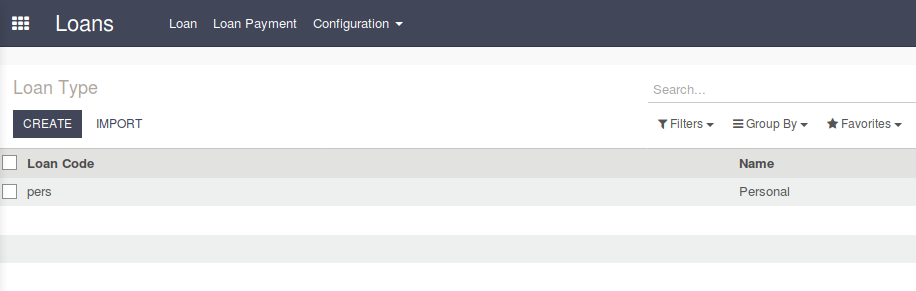 Loans Loan Loan Payment Configuration
Loan Type
Search...
CREATE IMPORT Filters Group By Favorites
Loan Code Name
pers Personal